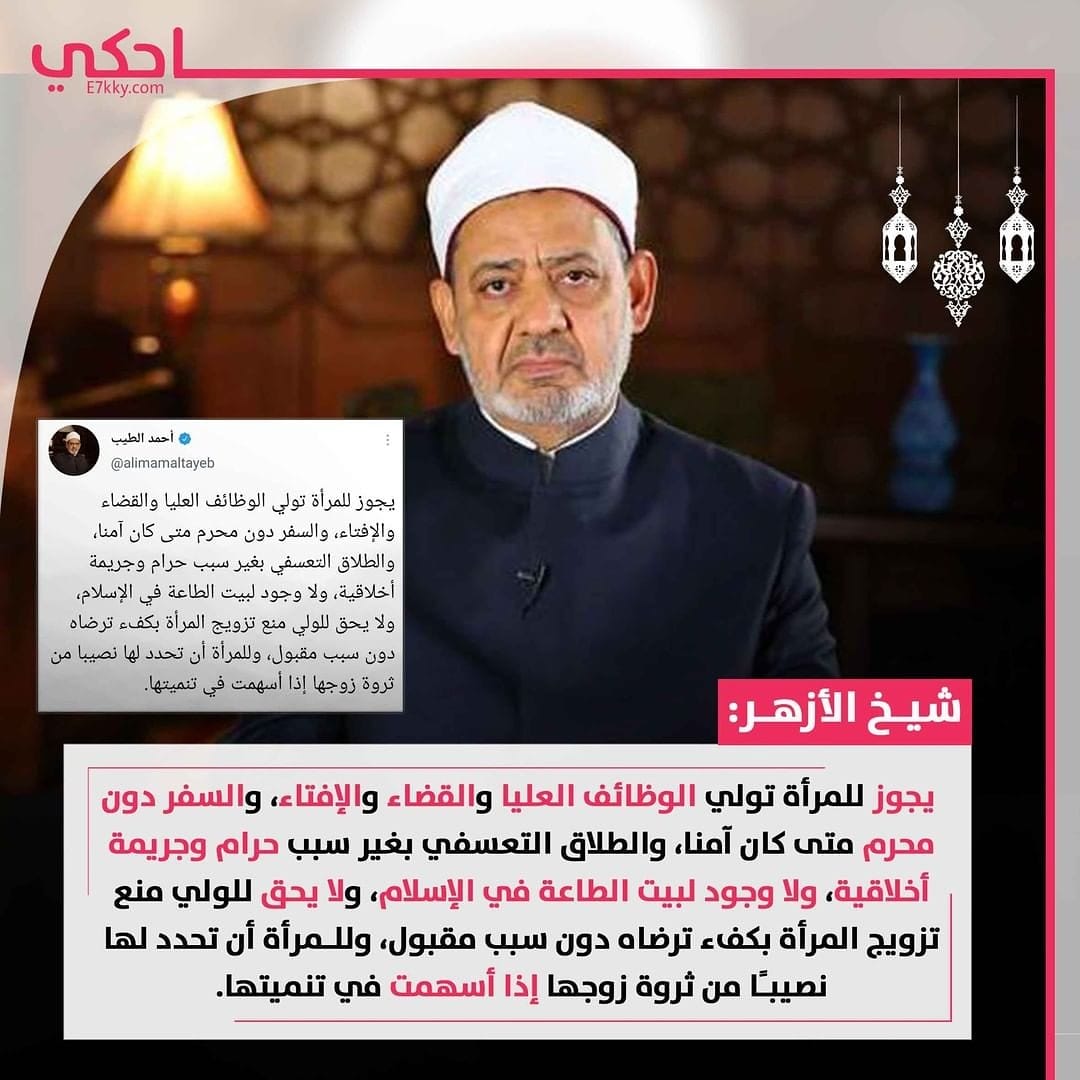 احكي
E7kky.com
أحمد الطيب
@alimamaltayeb
يجوز للمرأة تولي الوظائف العليا والقضاء
والإفتاء، والسفر دون محرم متى كان آمنا،
والطلاق التعسفي بغير سبب حرام وجريمة
أخلاقية، ولا وجود لبيت الطاعة في الإسلام،
ولا يحق للولي منع تزويج المرأة بكفء ترضاه
دون سبب مقبول، وللمرأة أن تحدد لها نصيبا من
ثروة زوجها إذا أسهمت في تنميتها.
شيخ الأزهر:
يجوز للمرأة تولي الوظائف العليا والقضاء والإفتاء، والسفر دون
محرم متى كان آمنا، والطلاق التعسفي بغير سبب حرام وجريمة
أخلاقية، ولا وجود لبيت الطاعة في الإسلام، ولا يحق للولي منع
تزويج المرأة بكفء ترضاه دون سبب مقبول، وللـمرأة أن تحدد لها
نصيبـًا من ثروة زوجها إذا أسهمت في تنميتها.